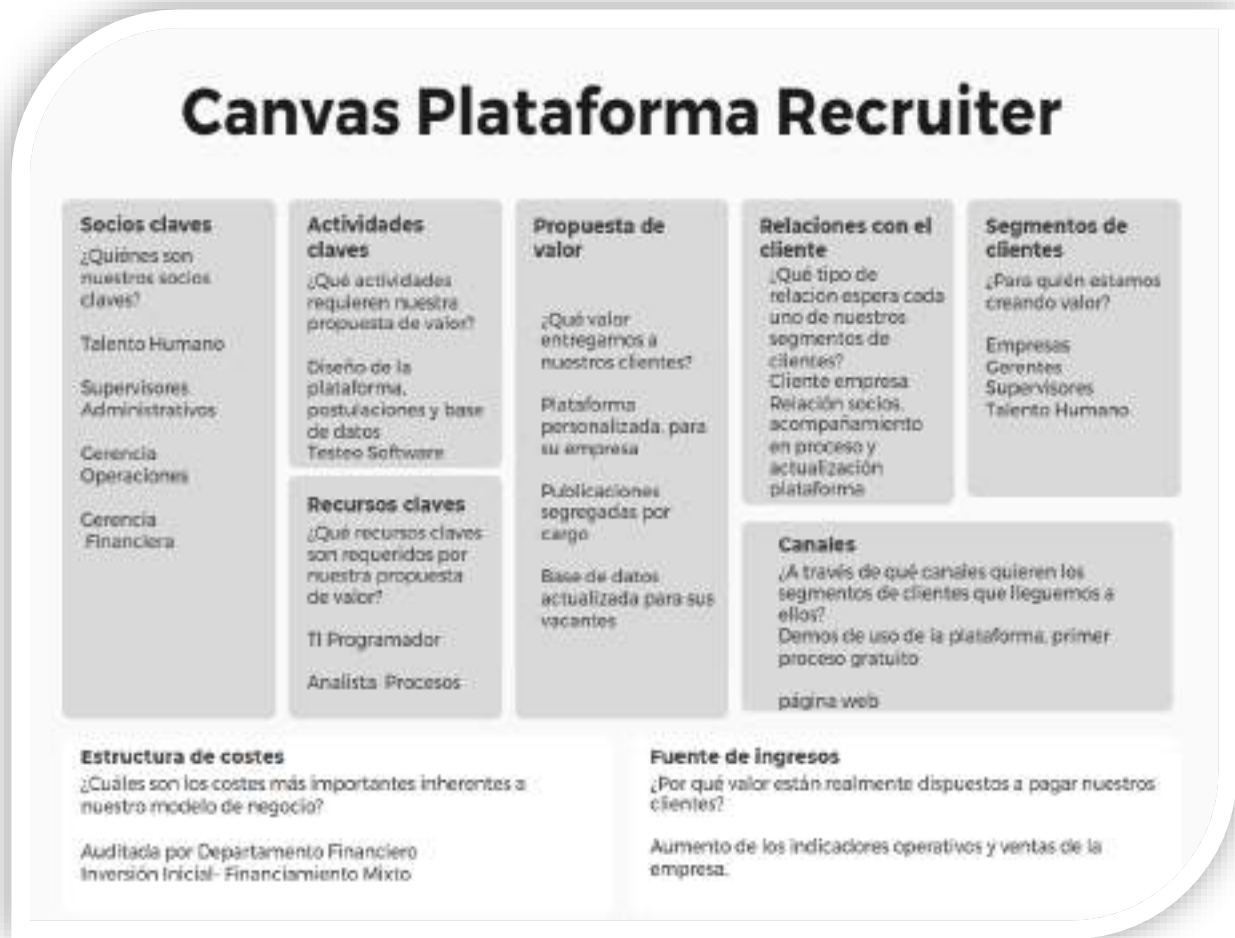 Canvas Plataforma Recruiter
Socios claves
¿Quiénes son
nuestros socios
claves?
Talento Humano
Supervisores
Administrativos
Gerencia
Operaciones
Gerencia
Financiera
Actividades
claves
¿Qué actividades
requieren nuestra
propuesta de valor?
Diseño de la
plataforma,
postulaciones y base
de datos
Testeo Software
Recursos claves
¿Qué recursos claves
son requeridos por
nuestra propuesta
de valor?
TI Programador
Analista Procesos
Propuesta de
valor
¿Qué valor
entregamos a
nuestros clientes?
Plataforma
personalizada, para
su empresa
Publicaciones
segregadas por
cargo
Base de datos
actualizada para sus
vacantes
Relaciones con el
cliente
¿Qué tipo de
relación espera cada
uno de nuestros
segmentos de
clientes?
Cliente empresa
Relación socios,
acompañamiento
en proceso y
actualización
plataforma
Segmentos de
clientes
¿Para quién estamos
creando valor?
Empresas
Gerentes
Supervisores
Talento Humano
Canales
¿A través de qué canales quieren los
segmentos de clientes que lleguemos a
ellos?
Demos de uso de la plataforma, primer
proceso gratuito
página web
Estructura de costes
¿Cuáles son los costes más importantes inherentes a
nuestro modelo de negocio?
Auditada por Departamento Financiero
Inversión Inicial- Financiamiento Mixto
Fuente de ingresos
¿Por qué valor están realmente dispuestos a pagar nuestros
clientes?
Aumento de los indicadores operativos y ventas de la
empresa.